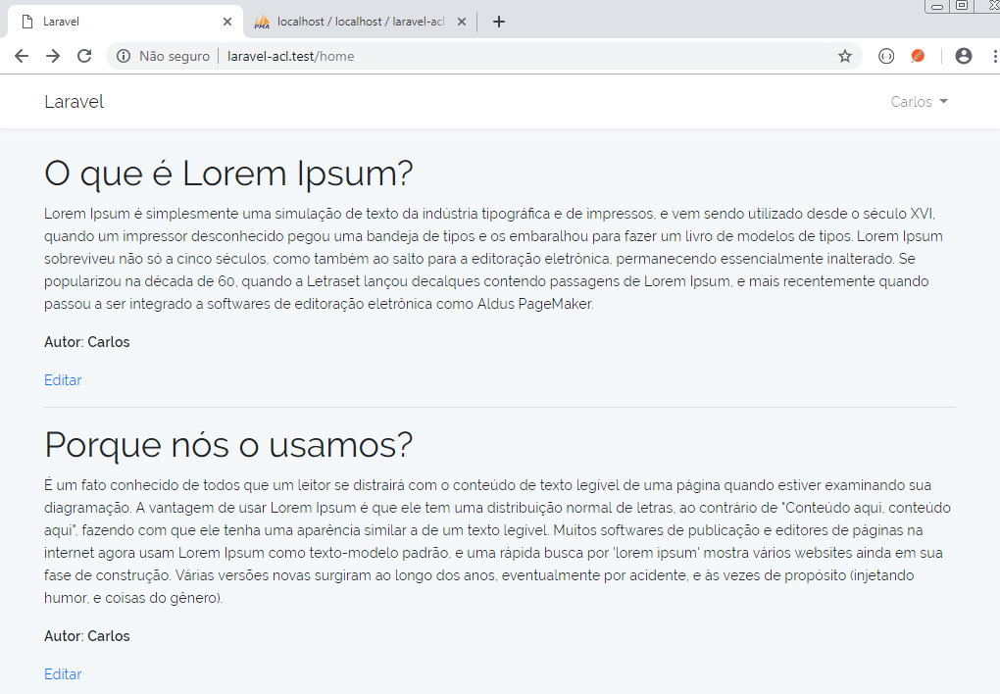 Laravel
localhost / localhost / laravel-acl
Não seguro
laravel-acl.test/home
Laravel
Carlos
O que é Lorem Ipsum?
Lorem Ipsum é simplesmente uma simulação de texto da indústria tipográfica e de impressos, e vem sendo utilizado desde o século XVI,
quando um impressor desconhecido pegou uma bandeja de tipos e os embaralhou para fazer um livro de modelos de tipos. Lorem Ipsum
sobreviveu não só a cinco séculos, como também ao salto para a editoração eletrônica, permanecendo essencialmente inalterado. Se
popularizou na década de 60, quando a Letraset lançou decalques contendo passagens de Lorem Ipsum, e mais recentemente quando
passou a ser integrado a softwares de editoração eletrônica como Aldus PageMaker.
Autor: Carlos
Editar
Porque nós o usamos?
É um fato conhecido de todos que um leitor se distrairá com o conteúdo de texto legível de uma página quando estiver examinando sua
diagramação. A vantagem de usar Lorem Ipsum é que ele tem uma distribuição normal de letras, ao contrário de "Conteúdo aqui, conteúdo
aqui", fazendo com que ele tenha uma aparência similar a de um texto legível. Muitos softwares de publicação e editores de páginas na
internet agora usam Lorem Ipsum como texto-modelo padrão, e uma rápida busca por 'lorem ipsum' mostra vários websites ainda em sua
fase de construção. Várias versões novas surgiram ao longo dos anos, eventualmente por acidente, e às vezes de propósito (injetando
humor, e coisas do gênero).
Autor: Carlos
Editar